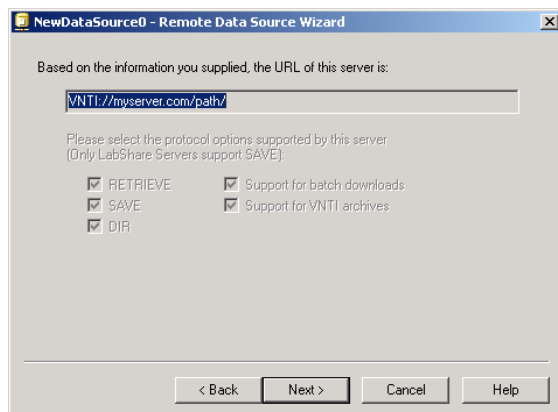 NewDataSource0 - Remote Data Source Wizard
Based on the information you supplied, the URL of this server is:
VNTI://myserver.com/path/
Please select the protocol options supported by this server
(Only LabShare Servers support SAVE):
RETRIEVE Support for batch downloads
SAVE Support for VNTI archives
DIR
< Back Next > Cancel Help